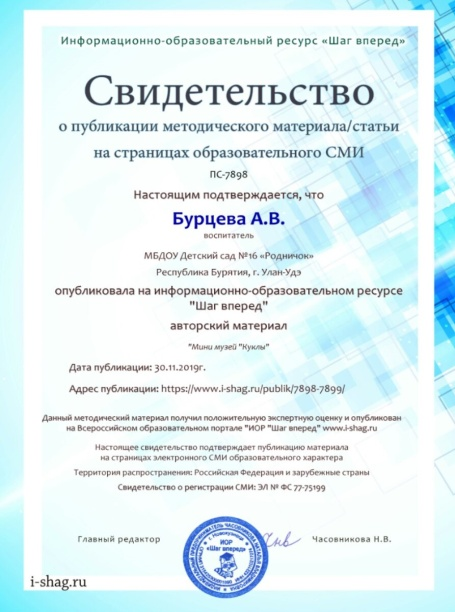 Информационно-образовательный ресурс «Шаг вперед»
Свидетельство
о публикации методического материала/статьи
на страницах образовательного СМИ
ПС-7898
Настоящим подтверждается, что
Бурцева А.В.
воспитатель
МБДОУ Детский сад №16 «Родничок»
Республика Бурятия, г. Улан-Удэ
опубликовала на информационно-образовательном ресурсе
"Шаг вперед"
авторский материал
"Мини музей "Куклы"
Дата публикации: 30.11.2019г.
Адрес публикации: https://www.i-shag.ru/publik/7898-7899/
Данный методический материал получил положительную экспертную оценку и опубликован
на Всероссийском образовательном портале "ИОР "Шаг вперед" www.i-shag.ru
Настоящее свидетельство подтверждает публикацию материала
на страницах электронного СМИ образовательного характера
Территория распространения: Российская Федерация и зарубежные страны
Свидетельство о регистрации СМИ: ЭЛ № ФС 77-75199
Главный редактор
Часовникова Н.В.
ИОР
«Шаг вперед»
i-shag.ru